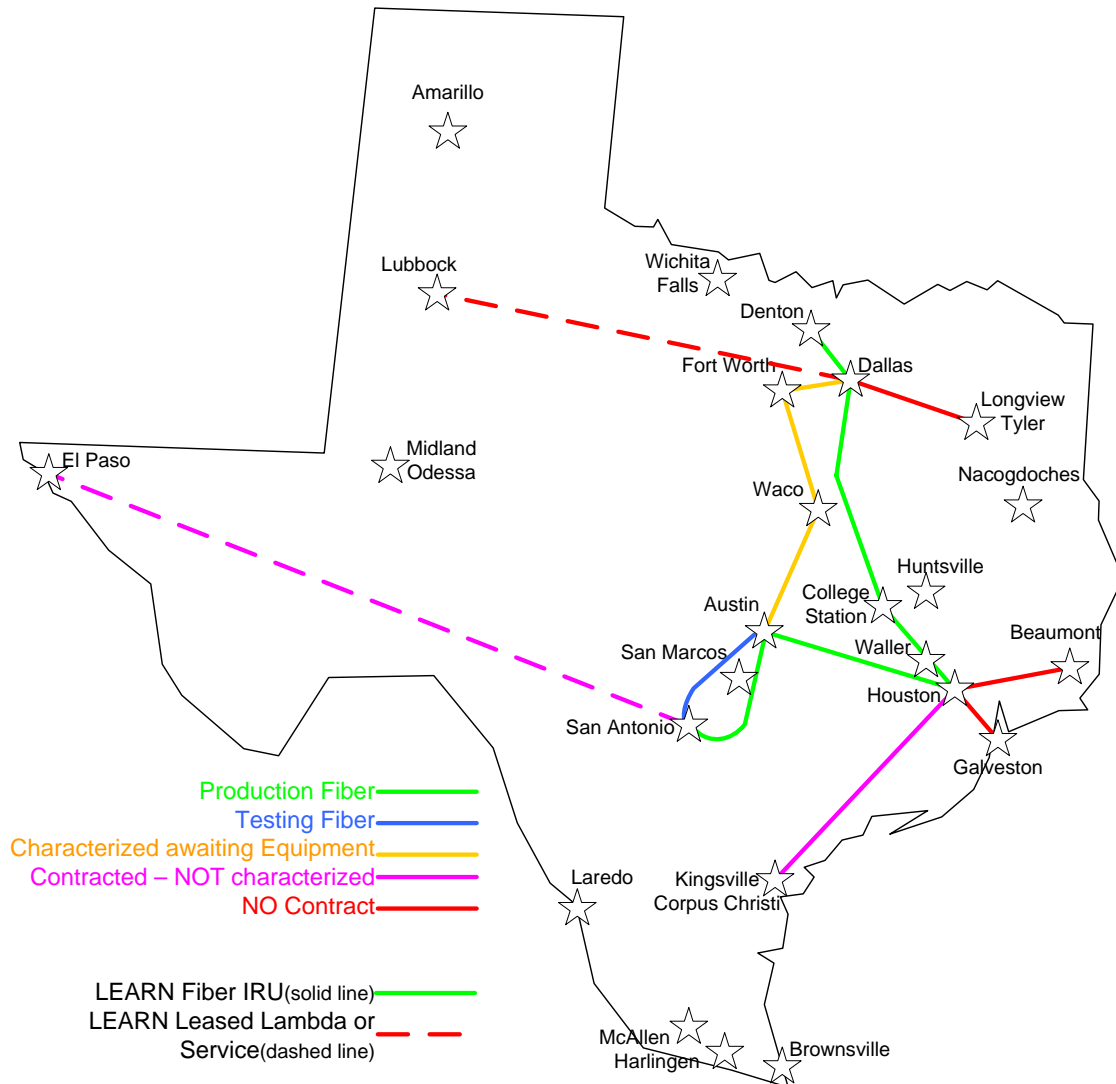 Amarillo
Lubbock
Wichita
Falls
Denton
Fort Worth
Dallas
Longview
Tyler
El Paso
Midland
Odessa
Waco
Nacogdoches
Huntsville
College
Station
Austin
Beaumont
San Marcos
Waller
Houston
San Antonio
Galveston
Production Fiber
Testing Fiber
Characterized awaiting Equipment
Contracted – NOT characterized
NO Contract
Laredo
Kingsville
Corpus Christi
LEARN Fiber IRU(solid line)
LEARN Leased Lambda or
Service(dashed line)
McAllen
Harlingen
Brownsville